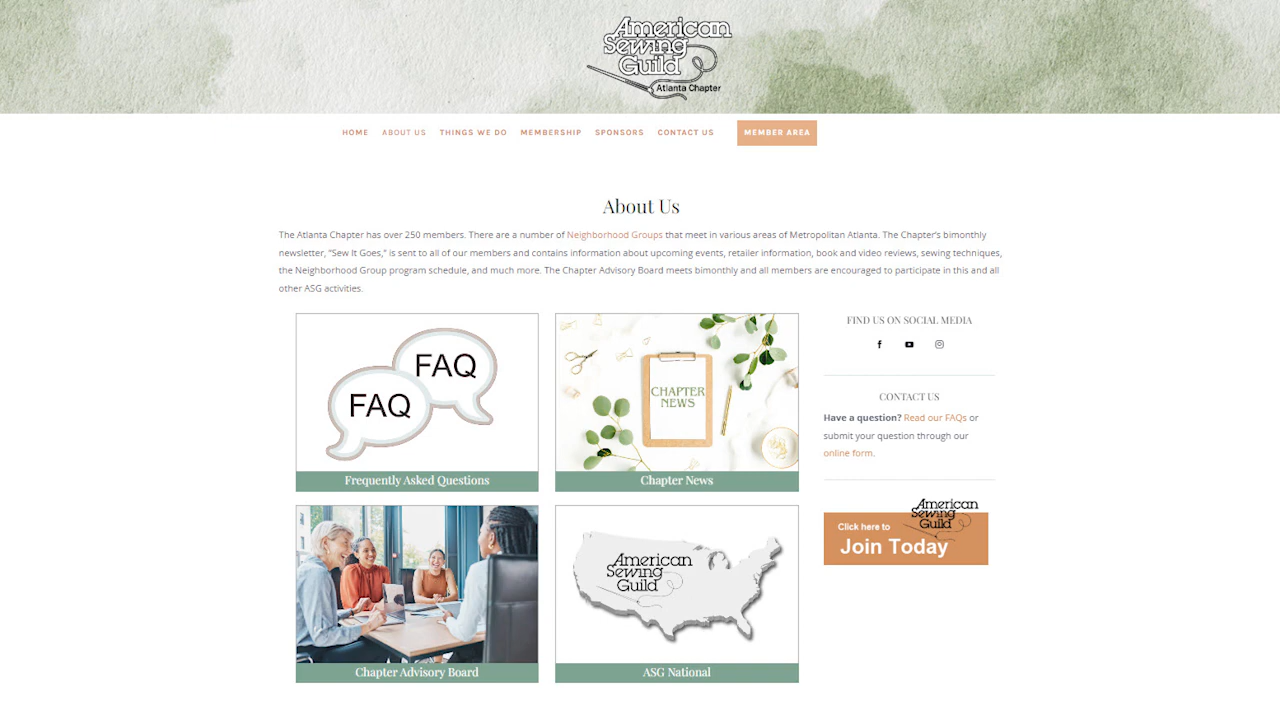 American
Sewing
Guild
Atlanta Chapter
HOME ABOUT US THINGS WE DO MEMBERSHIP SPONSORS CONTACT US MEMBER AREA
About Us
The Atlanta Chapter has over 250 members. There are a number of Neighborhood Groups that meet in various areas of Metropolitan Atlanta. The Chapter's bimonthly
newsletter, "Sew It Goes," is sent to all of our members and contains information about upcoming events, retailer information, book and video reviews, sewing techniques,
the Neighborhood Group program schedule, and much more. The Chapter Advisory Board meets bimonthly and all members are encouraged to participate in this and all
other ASG activities.
FAQ
FAQ
Frequently Asked Questions
CHAPTER
NEWS
Chapter News
Chapter Advisory Board
American
Sewing
Guild
ASG National
FIND US ON SOCIAL MEDIA
CONTACT US
Have a question? Read our FAQs or
submit your question through our
online form.
American
Sewing
Guild
Click here to
Join Today